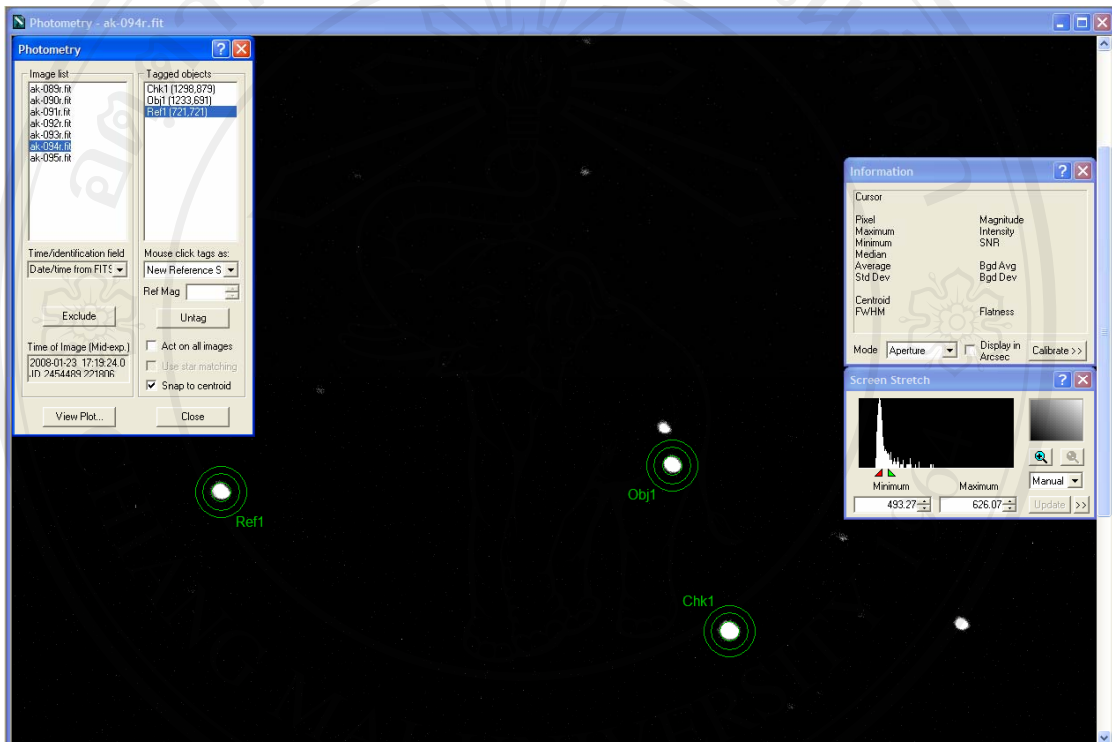 Photometry - ak-094r.fit
Photometry
Image list
ak-089r.fit
ak-090r.fit
ak-091r.fit
ak-092r.fit
ak-093r.fit
ak-094r.fit
ak-095r.fit
Tagged objects
Chk1 (1298,879)
Obj1 (1233,691)
Ref1 (721,721)
Time/identification field
Date/time from FITS
Mouse click tags as:
New Reference S
Ref Mag
Exclude
Untag
Time of Image (Mid-exp.)
2008-01-23 17:19:24.0
JD 2454489.221806
Act on all images
Use star matching
Snap to centroid
View Plot...
Close
Information
Cursor
Pixel
Magnitude
Maximum
Intensity
Minimum
SNR
Median
Average
Bgd Avg
Std Dev
Bgd Dev
Centroid
FWHM
Flatness
Mode
Aperture
Display in
Arcsec
Calibrate >>
Screen Stretch
Minimum
Maximum
Manual
493.27
626.07
Update
>>
Obj1
Ref1
Chk1